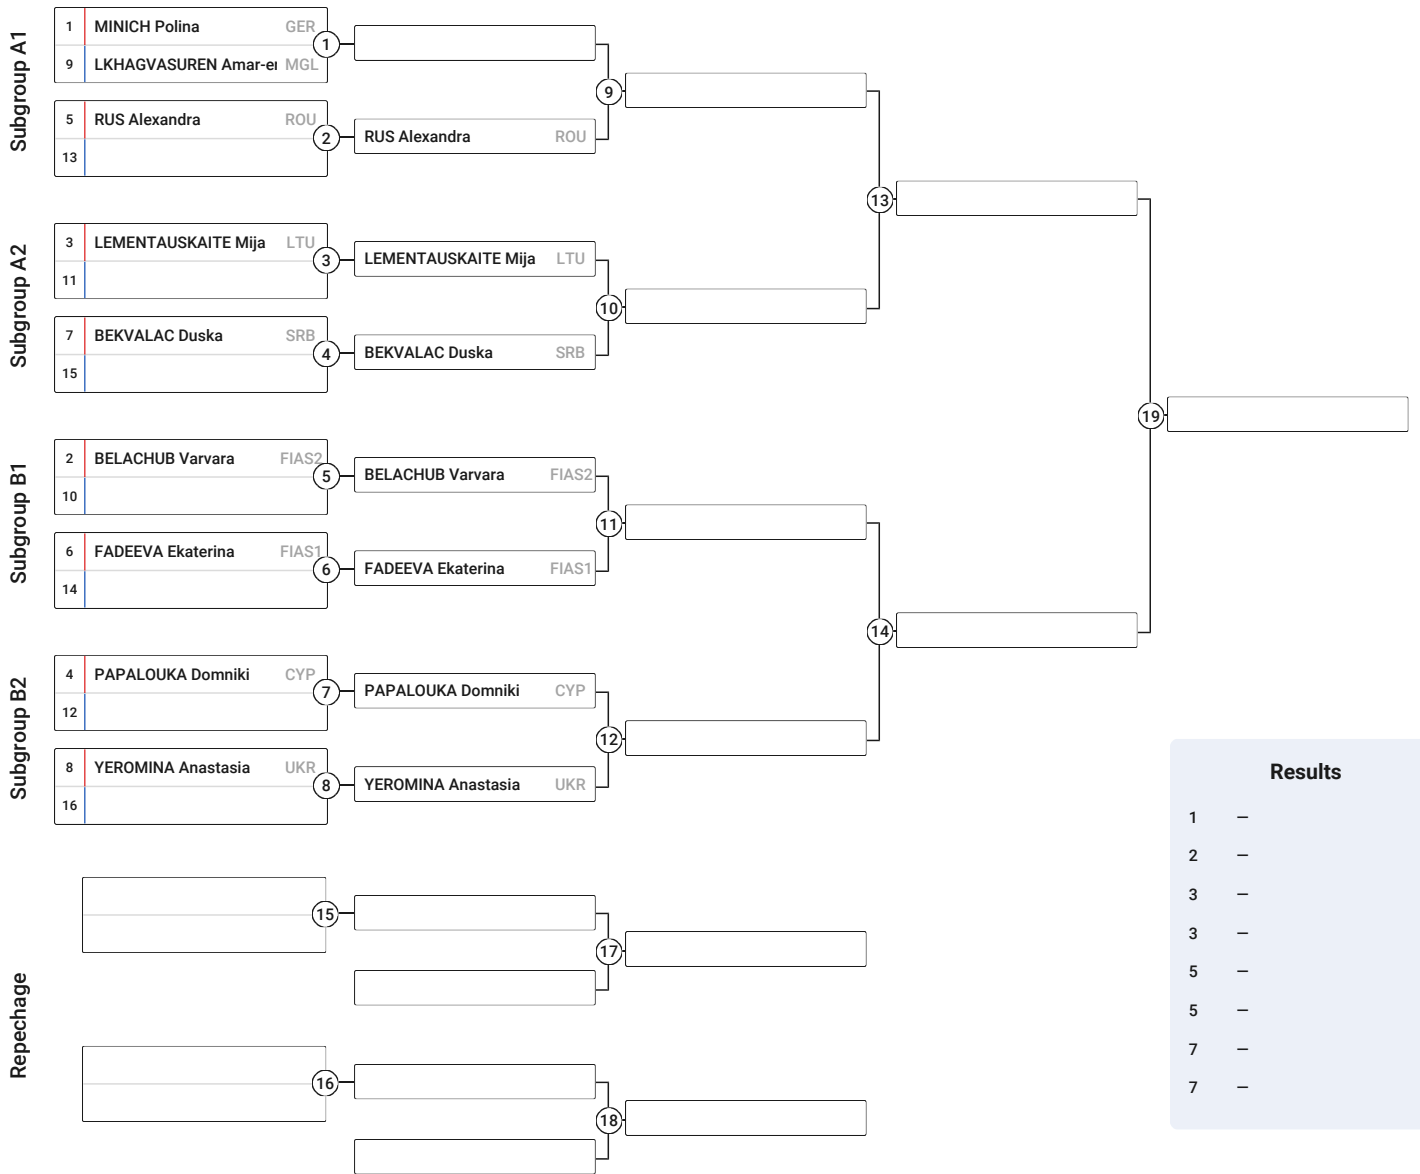 Subgroup A1
1 MINICH Polina GER
9 LKHAGVASUREN Amar-e MGL
1
5 RUS Alexandra ROU
13
2
RUS Alexandra ROU
9
Subgroup A2
3 LEMENTAUSKAITE Mija LTU
11
3
LEMENTAUSKAITE Mija LTU
7 BEKVALAC Duska SRB
15
4
BEKVALAC Duska SRB
10
13
Subgroup B1
2 BELACHUB Varvara FIAS2
10
5
BELACHUB Varvara FIAS2
6 FADEEVA Ekaterina FIAS1
14
6
FADEEVA Ekaterina FIAS1
11
Subgroup B2
4 PAPALOUKA Domniki CYP
12
7
PAPALOUKA Domniki CYP
8 YEROMINA Anastasia UKR
16
8
YEROMINA Anastasia UKR
12
14
19
Repechage
15
17
16
18
Results
1 –
2 –
3 –
3 –
5 –
5 –
7 –
7 –